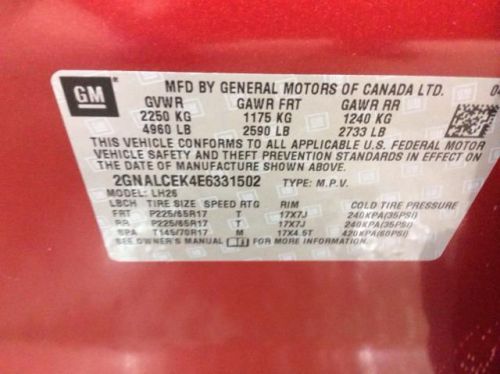 GM
MFD BY GENERAL MOTORS OF CANADA LTD. 04
GVWR GAWR FRT GAWR RR
2250 KG 1175 KG 1240 KG
4960 LB 2590 LB 2733 LB
THIS VEHICLE CONFORMS TO ALL APPLICABLE U.S. FEDERAL MOTOR
VEHICLE SAFETY AND THEFT PREVENTION STANDARDS IN EFFECT ON
THE DATE OF MANUFACTURE SHOWN ABOVE.
2GNALCEK4E6331502 TYPE: M.P.V.
MODEL: LH26
LBCH TIRE SIZE SPEED RTG RIM COLD TIRE PRESSURE
FRT P225/65R17 T 17X7J 240KPA(35PSI)
RR P225/65R17 T 17X7J 240KPA(35PSI)
SPA T145/70R17 M 17X4.5T 420KPA(60PSI)
SEE OWNER'S MANUAL FOR MORE INFORMATION.